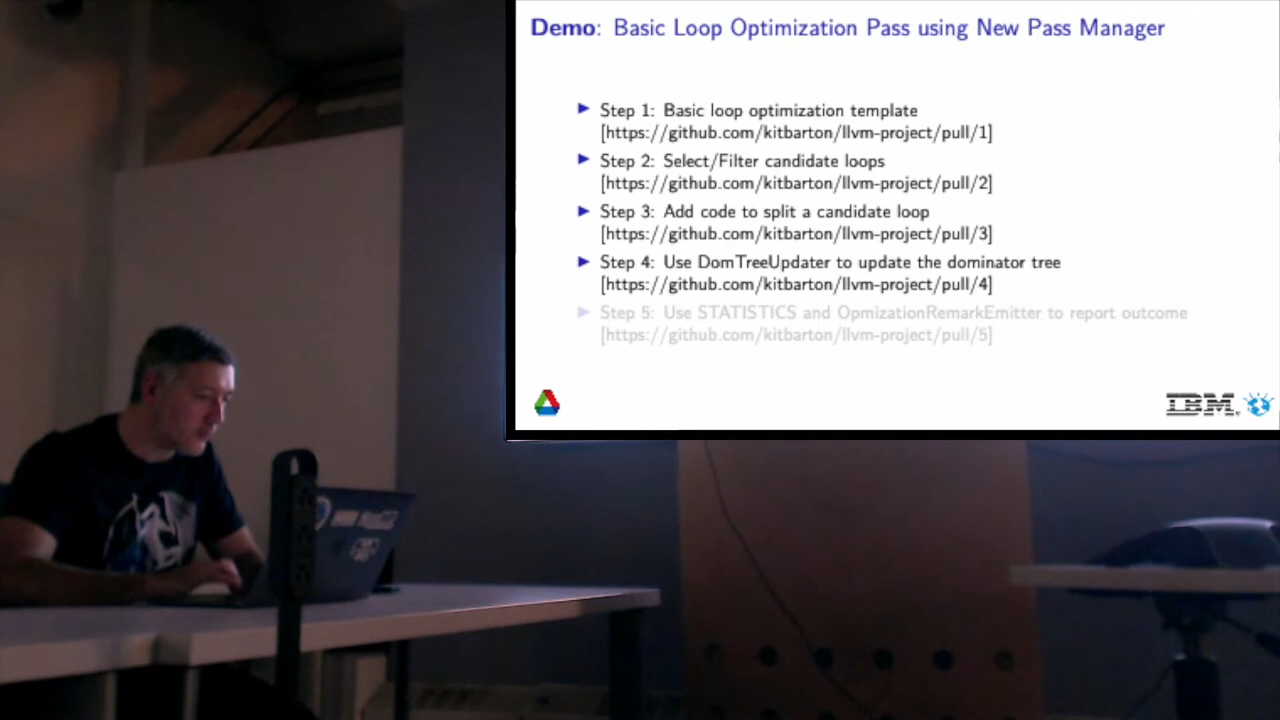 Demo: Basic Loop Optimization Pass using New Pass Manager
Step 1: Basic loop optimization template
[https://github.com/kitbarton/llvm-project/pull/1]
Step 2: Select/Filter candidate loops
[https://github.com/kitbarton/llvm-project/pull/2]
Step 3: Add code to split a candidate loop
[https://github.com/kitbarton/llvm-project/pull/3]
Step 4: Use DomTreeUpdater to update the dominator tree
[https://github.com/kitbarton/llvm-project/pull/4]
Step 5: Use STATISTICS and OpmizationRemarkEmitter to report outcome
[https://github.com/kitbarton/llvm-project/pull/5]
IBM